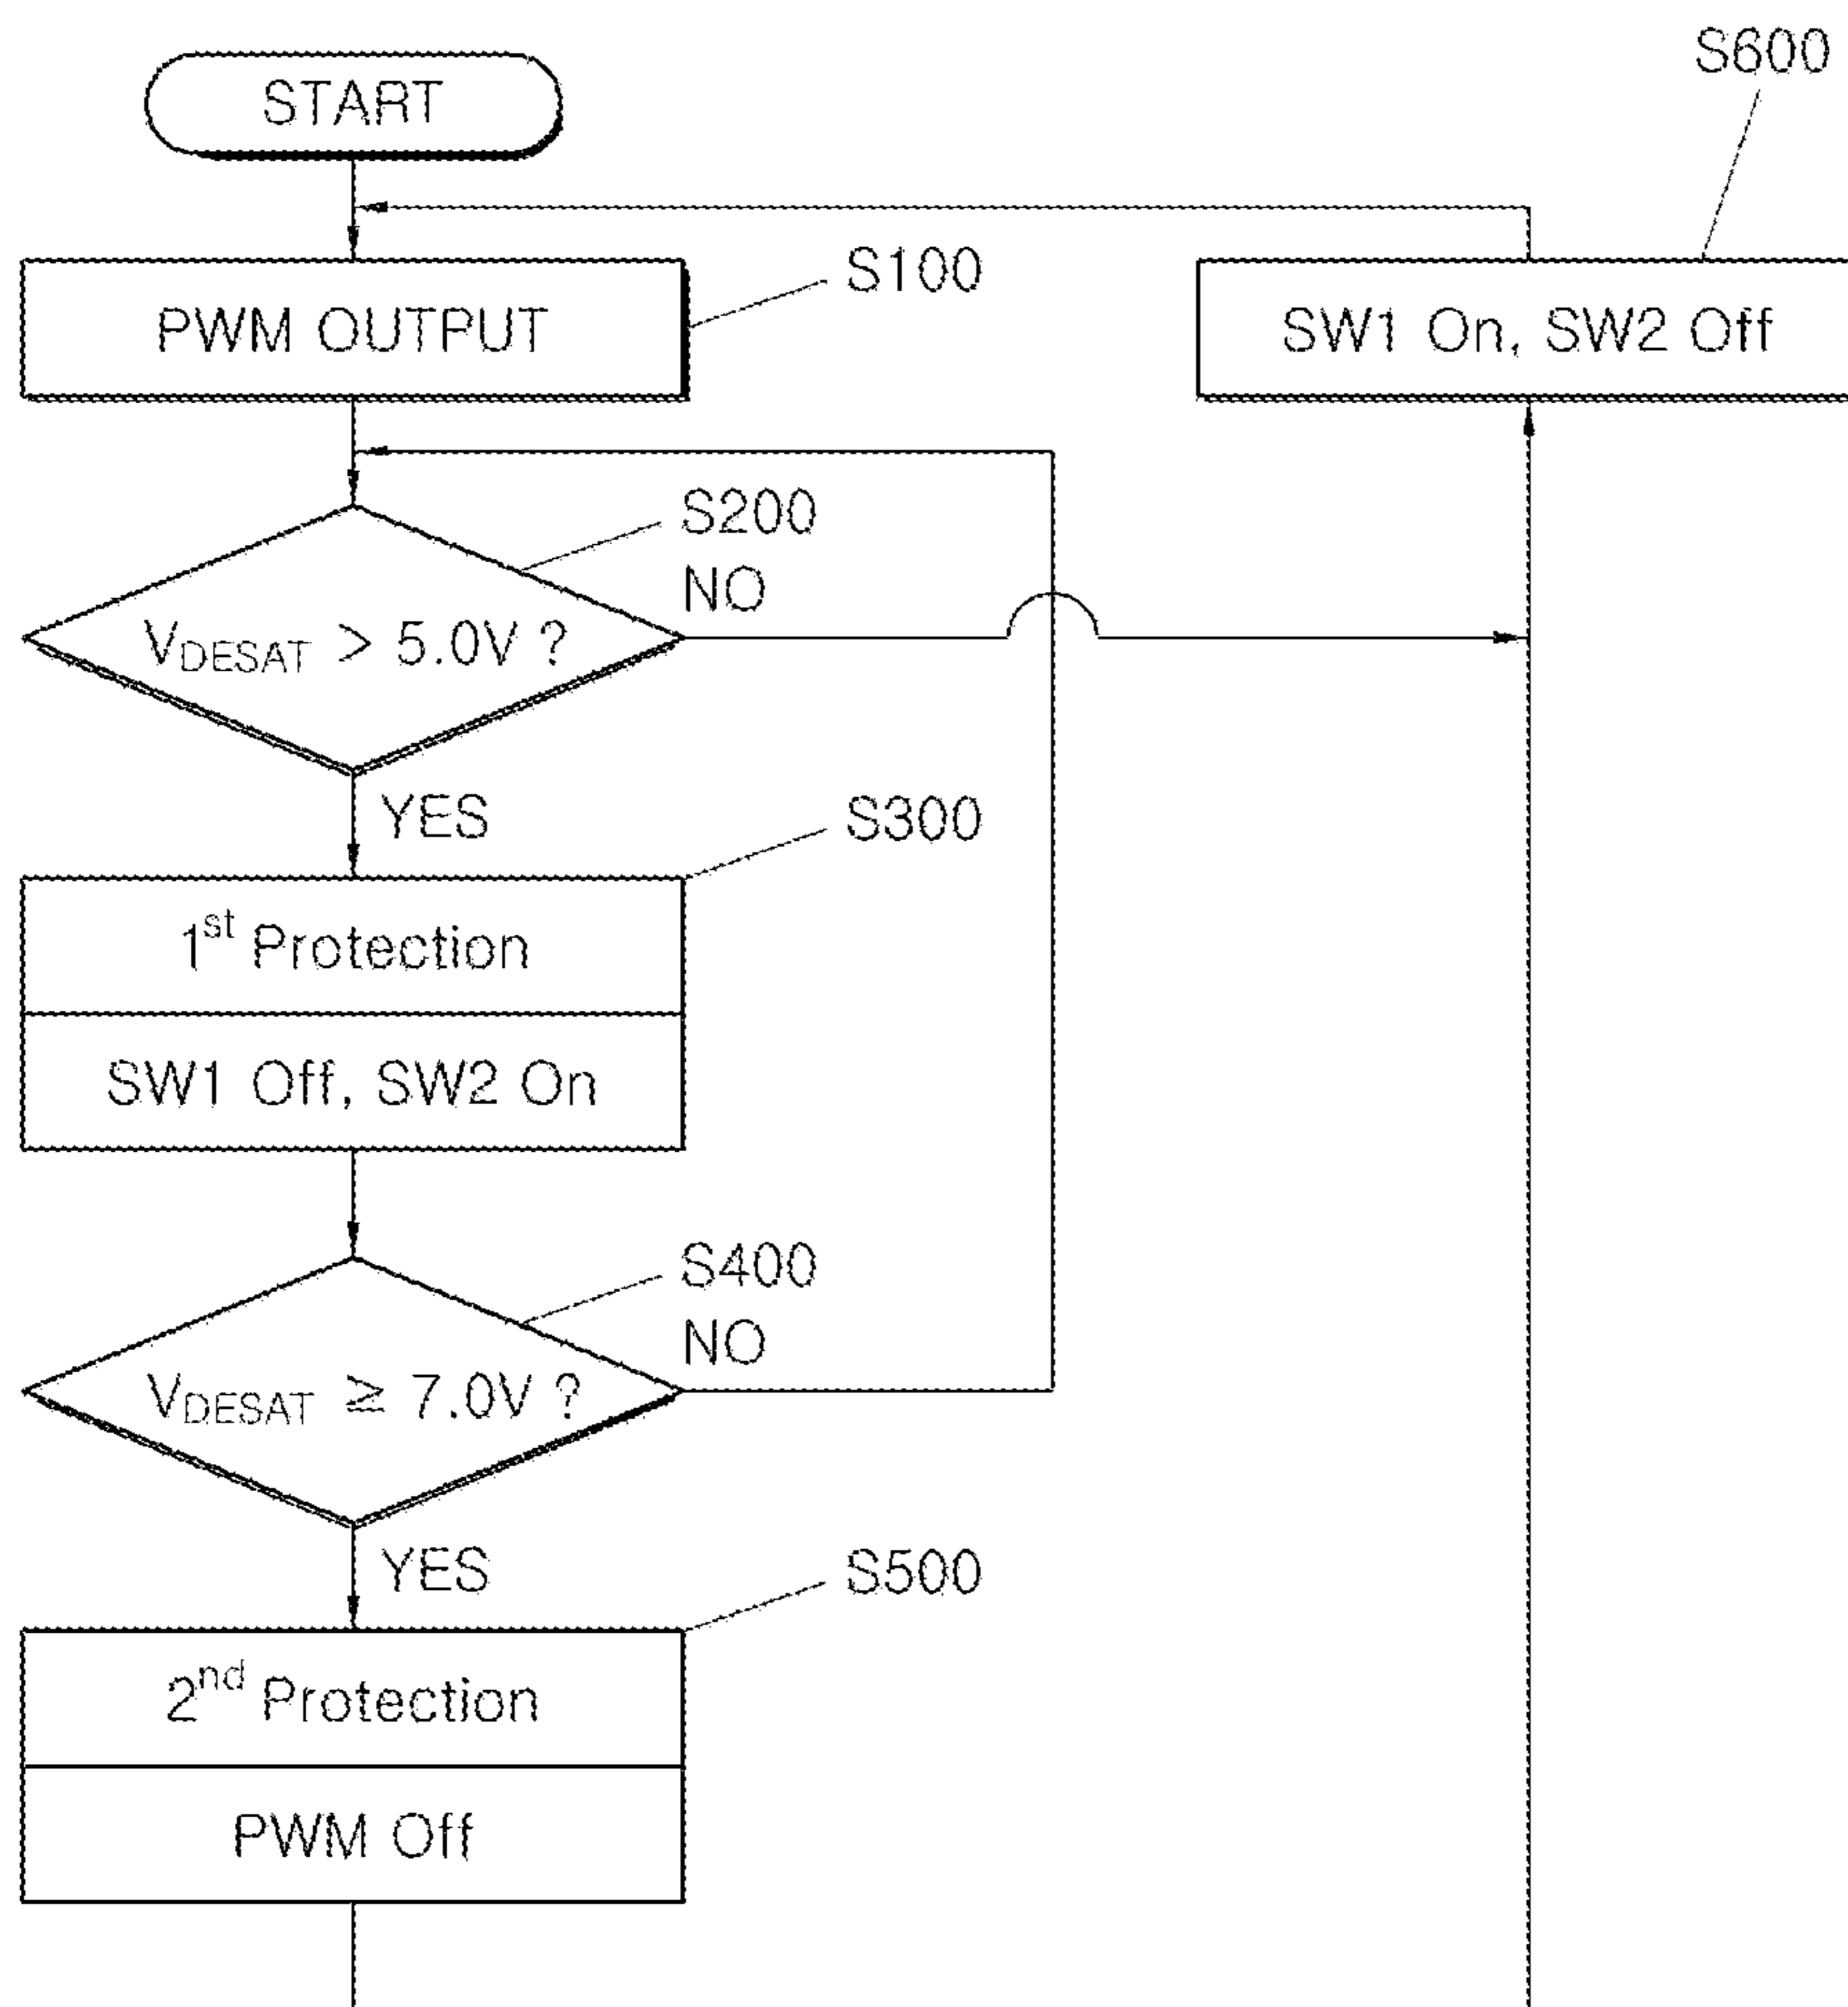 START
S600
PWM OUTPUT
S100
SW1 On, SW2 Off
S200
NO
VDESAT > 5.0V ?
YES
S300
1st Protection
SW1 Off, SW2 On
S400
NO
VDESAT ≧ 7.0V ?
YES
S500
2nd Protection
PWM Off